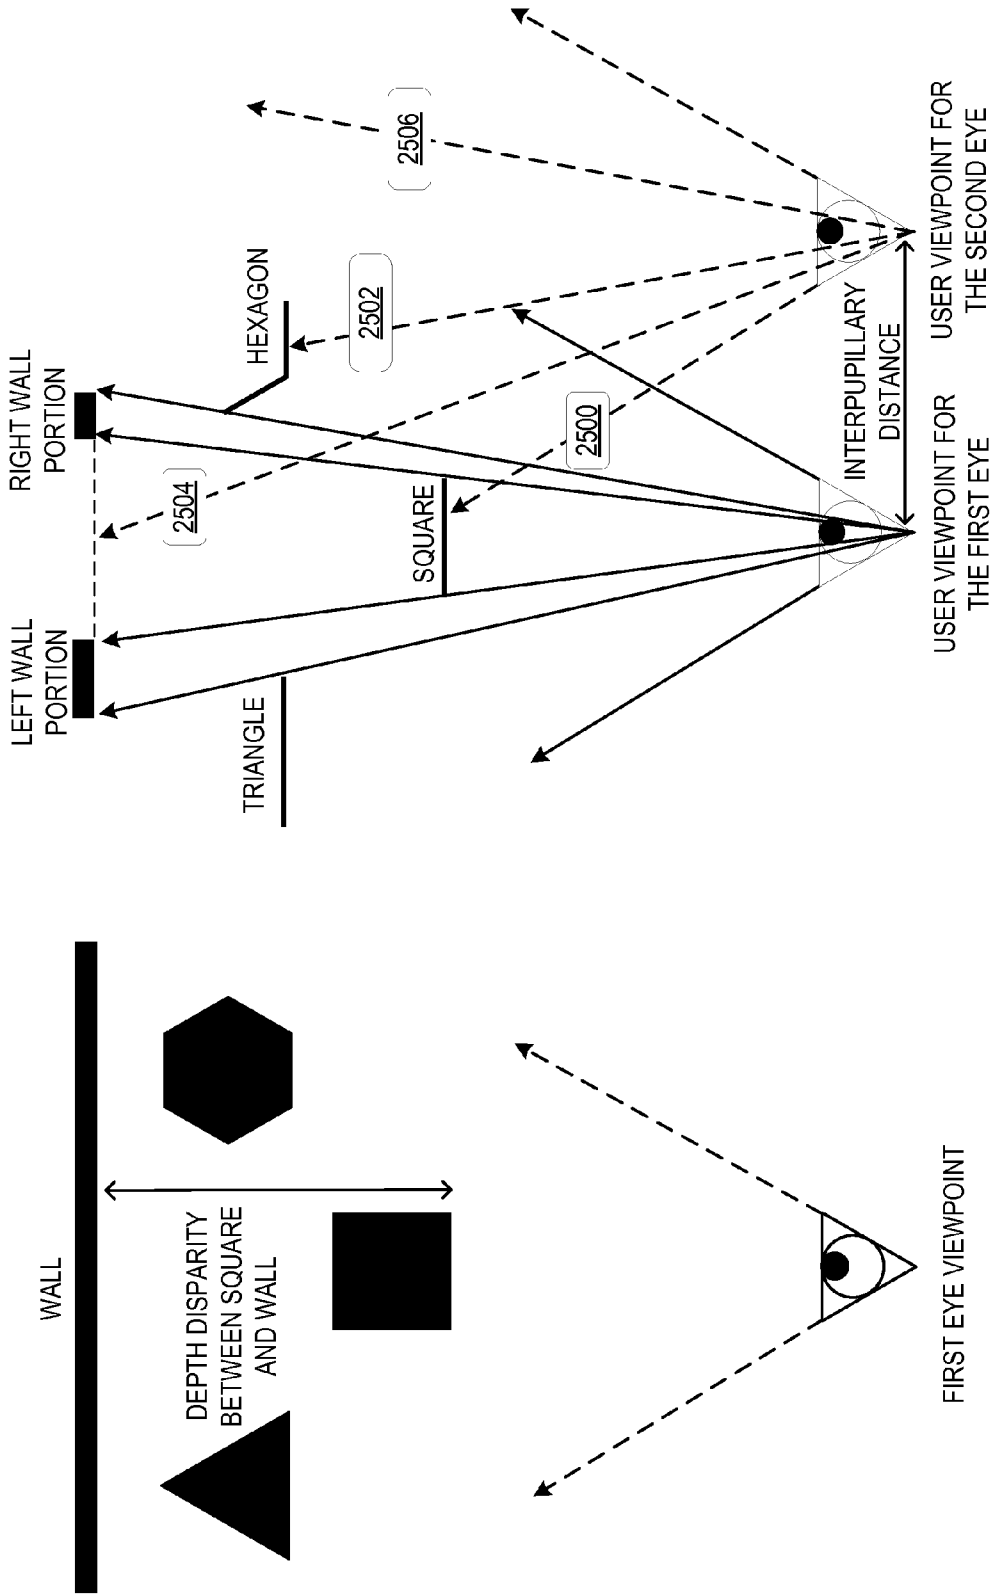 WALL
DEPTH DISPARITY
BETWEEN SQUARE
AND WALL
FIRST EYE VIEWPOINT
LEFT WALL
PORTION
RIGHT WALL
PORTION
TRIANGLE
SQUARE
HEXAGON
2504
2500
2502
2506
INTERPUPILLARY
DISTANCE
USER VIEWPOINT FOR
THE FIRST EYE
USER VIEWPOINT FOR
THE SECOND EYE